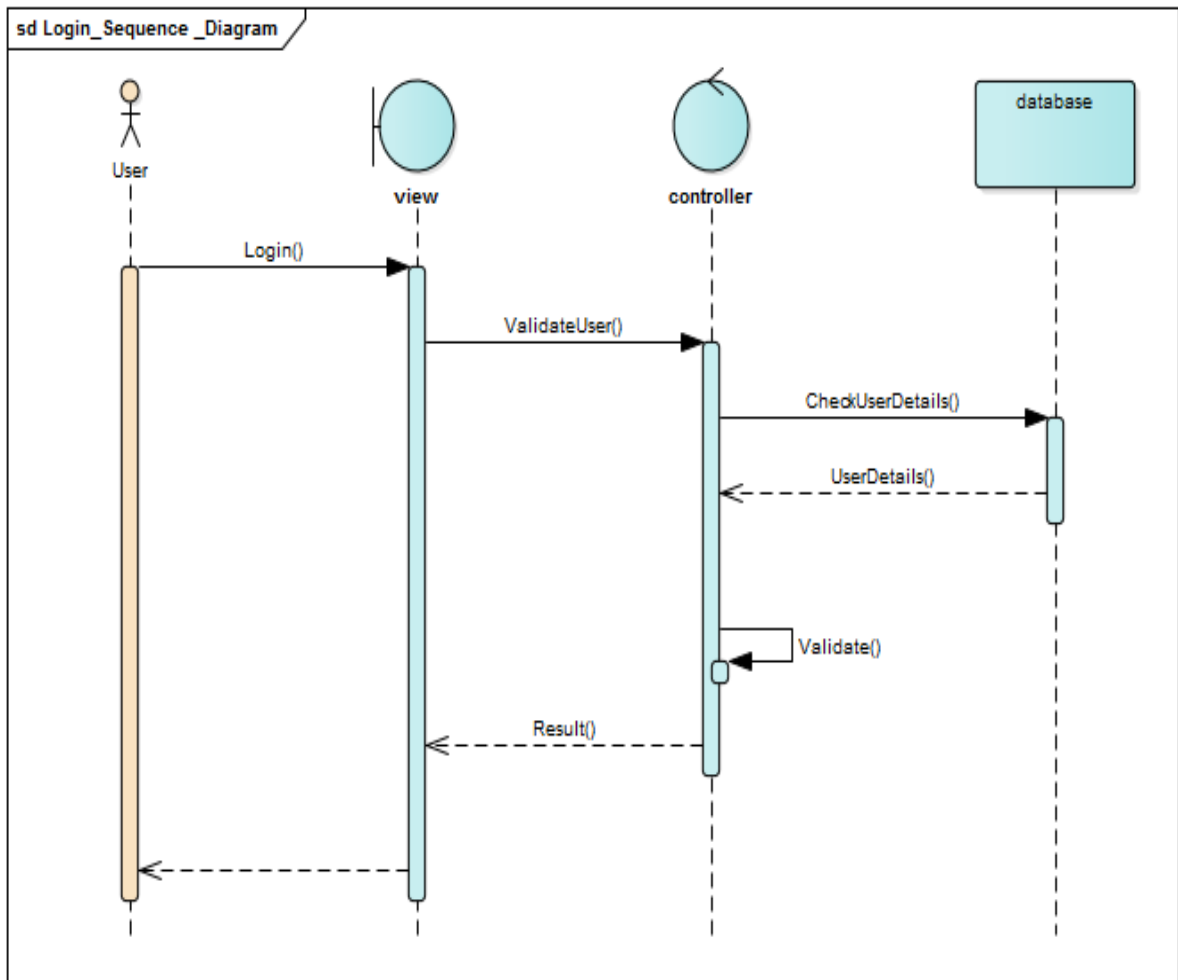 sd Login_Sequence _Diagram
User
view
controller
database
Login()
ValidateUser()
CheckUserDetails()
UserDetails()
Validate()
Result()